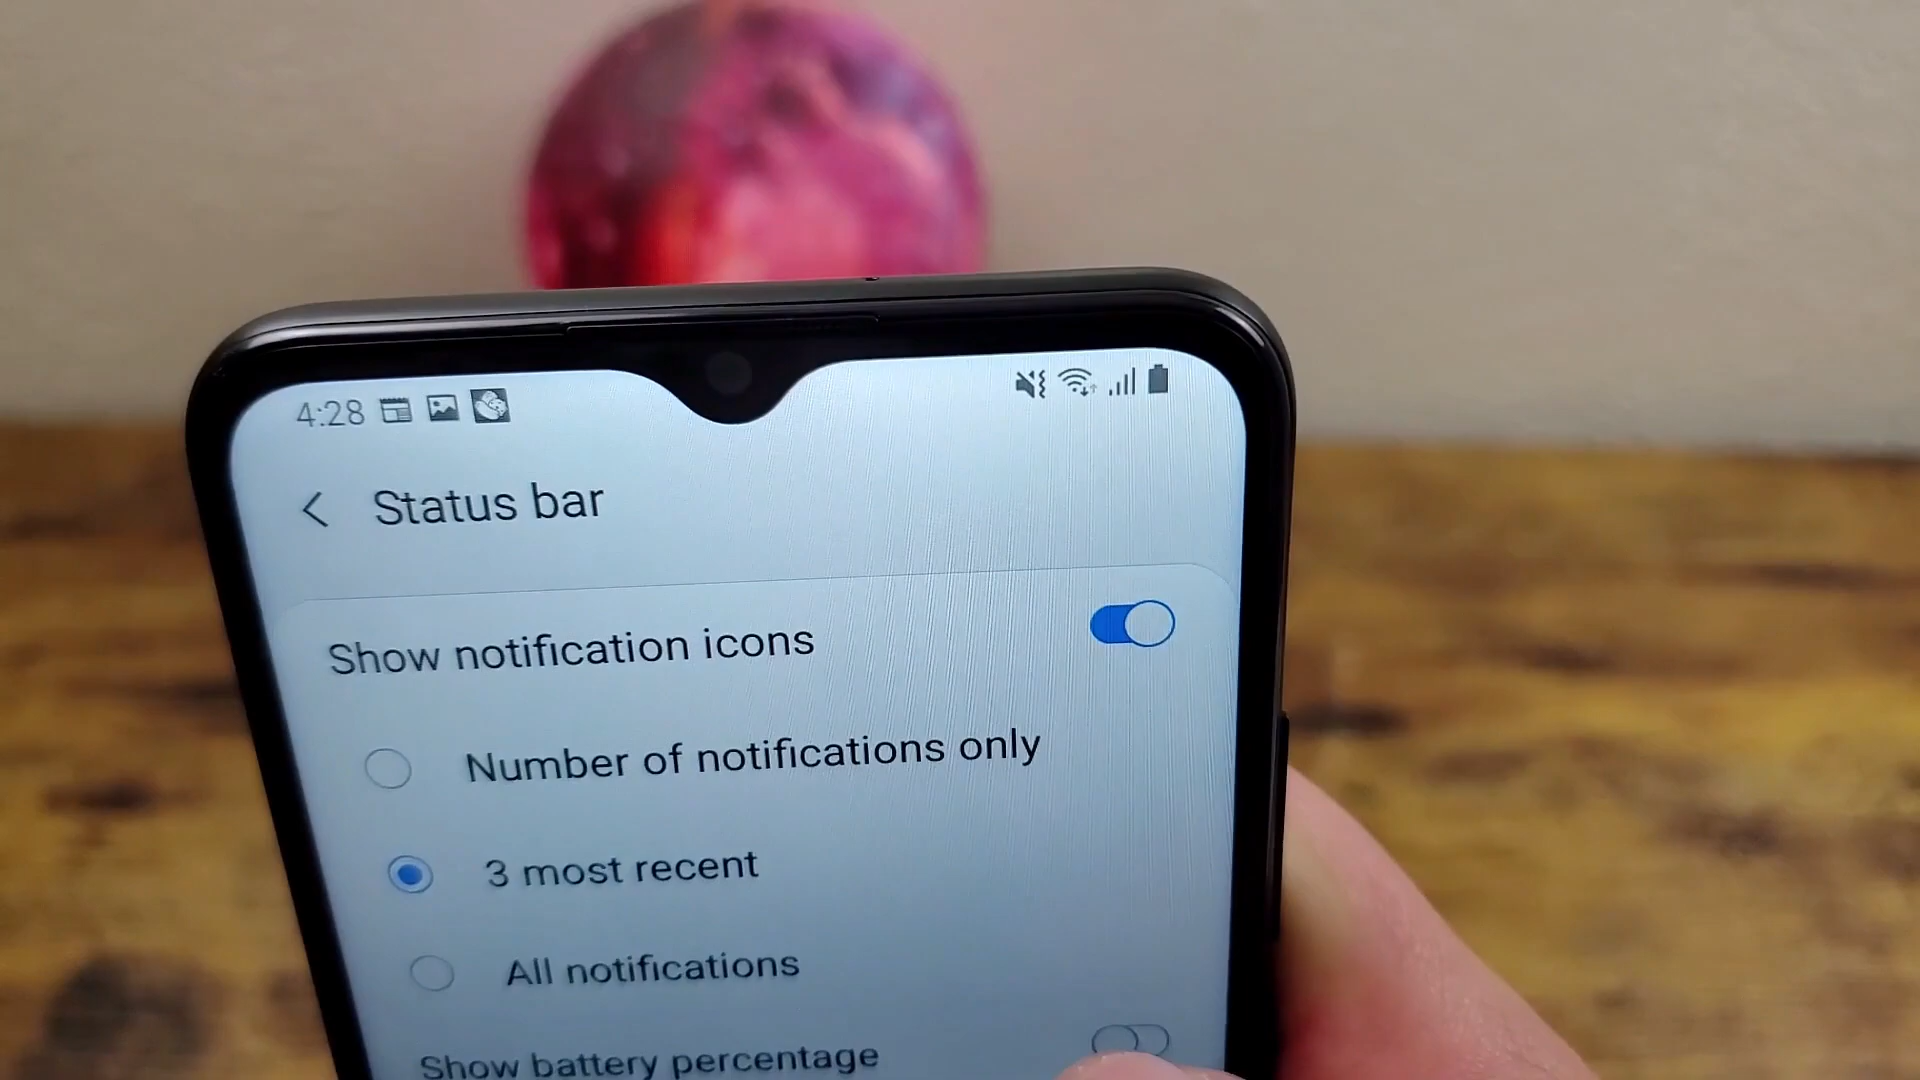 4:28
Status bar
Show notification icons
Number of notifications only
3 most recent
All notifications
Show battery percentage